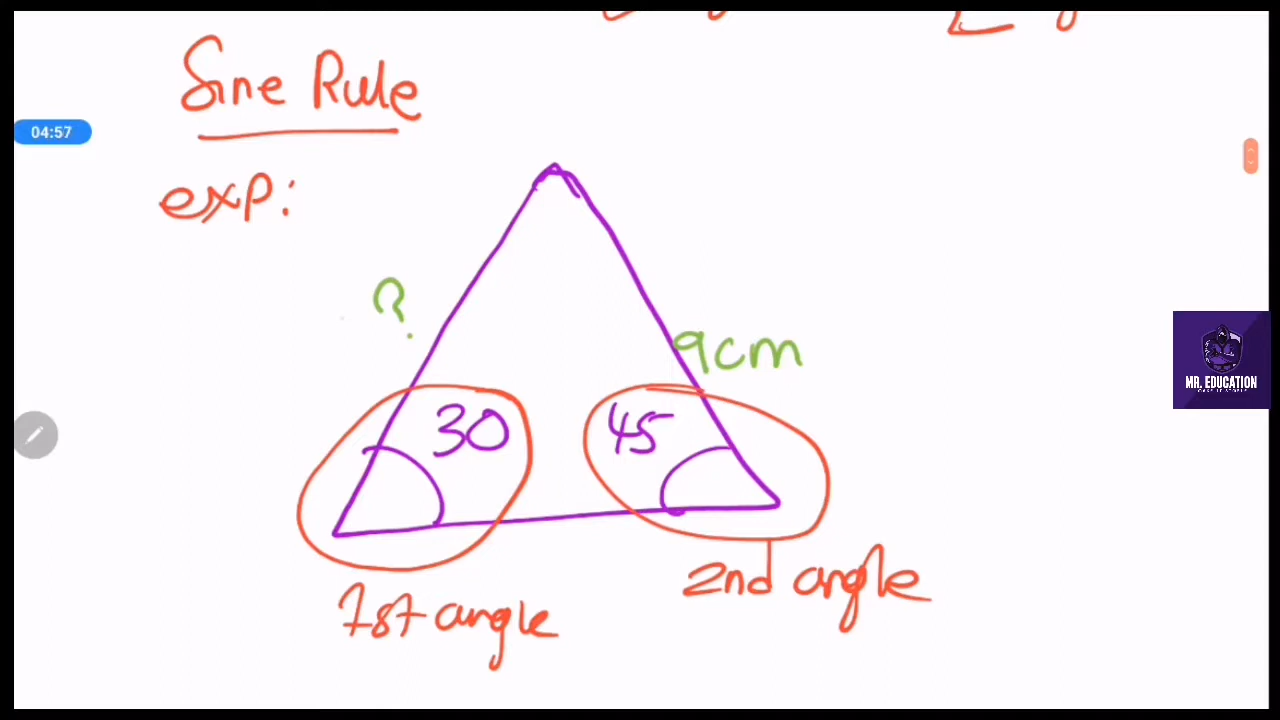 Sine Rule
04:57
exp:
?
9cm
30
45
MR. EDUCATION
2nd angle
1st angle